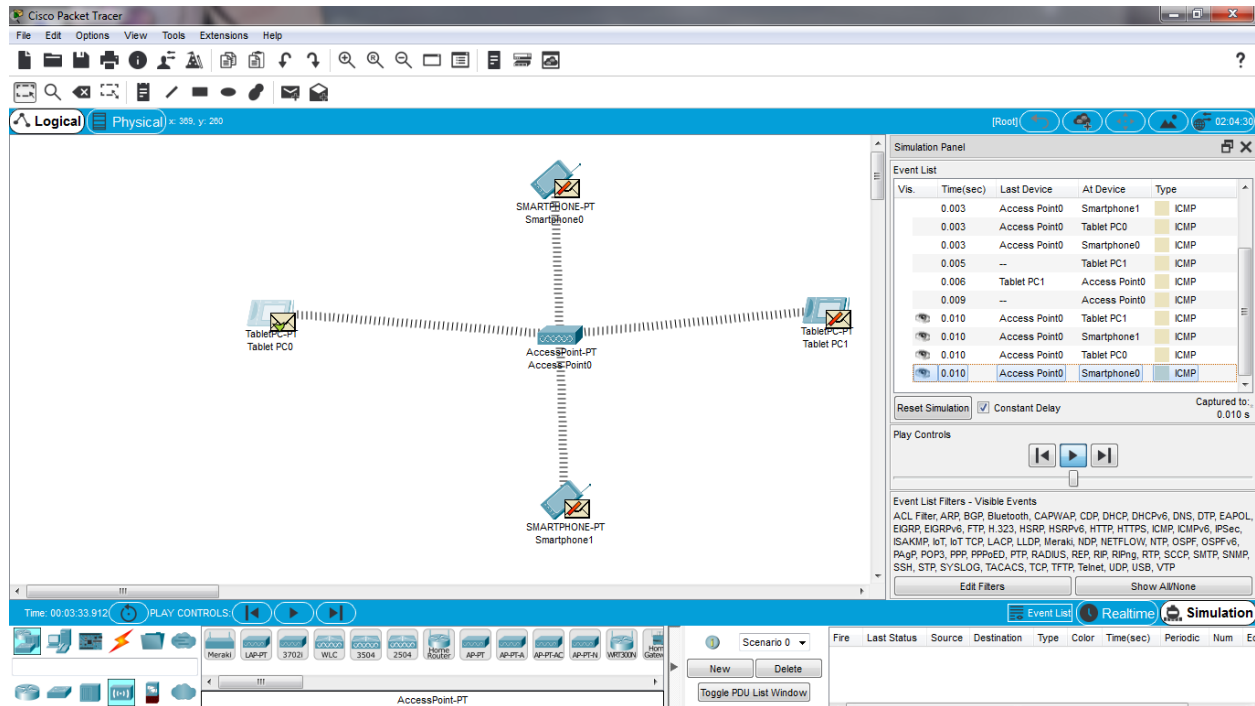 Cisco Packet Tracer
File Edit Options View Tools Extensions Help
?
Logical Physical x: 369, y: 260 [Root] 02:04:30
SMARTPHONE-PT
Smartphone0
TabletPC-PT
Tablet PC0
AccessPoint-PT
Access Point0
TabletPC-PT
Tablet PC1
SMARTPHONE-PT
Smartphone1
Simulation Panel
Event List
Vis. Time(sec) Last Device At Device Type
0.003 Access Point0 Smartphone1 ICMP
0.003 Access Point0 Tablet PC0 ICMP
0.003 Access Point0 Smartphone0 ICMP
0.005 -- Tablet PC1 ICMP
0.006 Tablet PC1 Access Point0 ICMP
0.009 -- Access Point0 ICMP
0.010 Access Point0 Tablet PC1 ICMP
0.010 Access Point0 Smartphone1 ICMP
0.010 Access Point0 Tablet PC0 ICMP
0.010 Access Point0 Smartphone0 ICMP
Reset Simulation Constant Delay Captured to:
0.010 s
Play Controls
Event List Filters - Visible Events
ACL Filter, ARP, BGP, Bluetooth, CAPWAP, CDP, DHCP, DHCPv6, DNS, DTP, EAPOL,
EIGRP, EIGRPv6, FTP, H.323, HSRP, HSRPv6, HTTP, HTTPS, ICMP, ICMPv6, IPSec,
ISAKMP, IoT, IoT TCP, LACP, LLDP, Meraki, NDP, NETFLOW, NTP, OSPF, OSPFv6,
PAgP, POP3, PPP, PPPoED, PTP, RADIUS, REP, RIP, RIPng, RTP, SCCP, SMTP, SNMP,
SSH, STP, SYSLOG, TACACS, TCP, TFTP, Telnet, UDP, USB, VTP
Edit Filters Show All/None
Time: 00:03:33.912 PLAY CONTROLS: Event List Realtime Simulation
Meraki LAP-PT 3702i WLC 3504 2504 Home Router AP-PT AP-PT-A AP-PT-AC AP-PT-N WRT300N
AccessPoint-PT
Scenario 0
New Delete
Toggle PDU List Window
Fire Last Status Source Destination Type Color Time(sec) Periodic Num